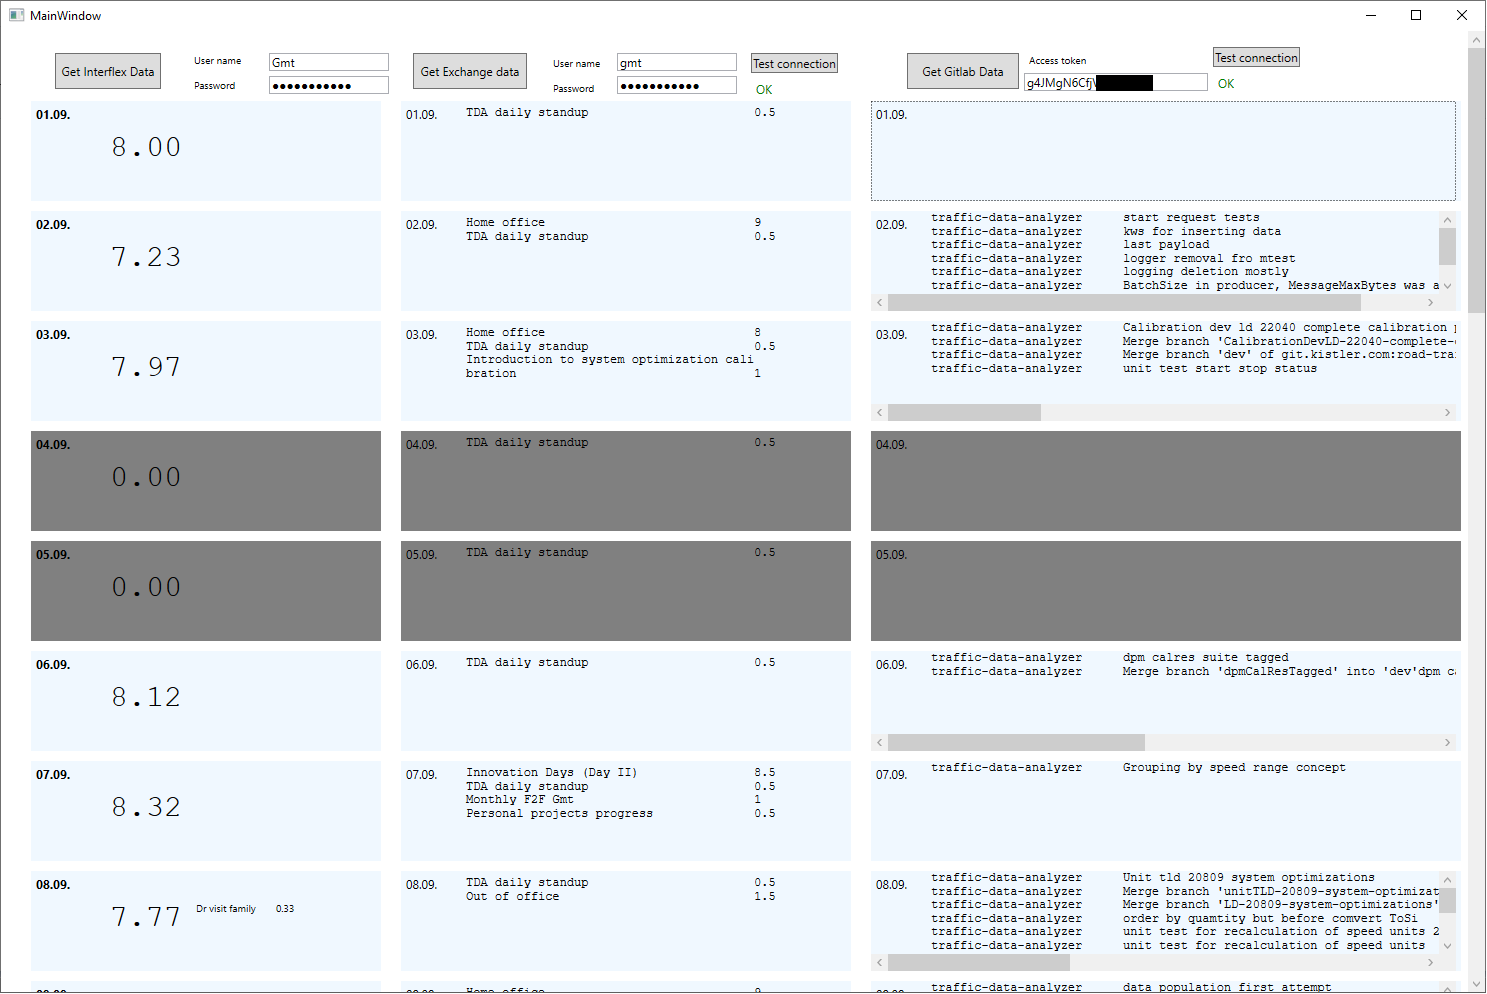 MainWindow
Get Interflex Data
User name
Gmt
Password
●●●●●●●●●●●
Get Exchange data
User name
gmt
Password
●●●●●●●●●●●
Test connection
OK
Get Gitlab Data
Access token
g4JMgN6Cfj
Test connection
OK
01.09.
8.00
01.09.
TDA daily standup 0.5
01.09.
02.09.
7.23
02.09.
Home office 9
TDA daily standup 0.5
02.09.
traffic-data-analyzer start request tests
traffic-data-analyzer kws for inserting data
traffic-data-analyzer last payload
traffic-data-analyzer logger removal fro mtest
traffic-data-analyzer logging deletion mostly
traffic-data-analyzer BatchSize in producer, MessageMaxBytes was a
03.09.
7.97
03.09.
Home office 8
TDA daily standup 0.5
Introduction to system optimization cali
bration 1
03.09.
traffic-data-analyzer Calibration dev ld 22040 complete calibration
traffic-data-analyzer Merge branch 'CalibrationDevLD-22040-complete-
traffic-data-analyzer Merge branch 'dev' of git.kistler.com:road-tra
traffic-data-analyzer unit test start stop status
04.09.
0.00
04.09.
TDA daily standup 0.5
04.09.
05.09.
0.00
05.09.
TDA daily standup 0.5
05.09.
06.09.
8.12
06.09.
TDA daily standup 0.5
06.09.
traffic-data-analyzer dpm calres suite tagged
traffic-data-analyzer Merge branch 'dpmCalResTagged' into 'dev'dpm c
07.09.
8.32
07.09.
Innovation Days (Day II) 8.5
TDA daily standup 0.5
Monthly F2F Gmt 1
Personal projects progress 0.5
07.09.
traffic-data-analyzer Grouping by speed range concept
08.09.
7.77
Dr visit family 0.33
08.09.
TDA daily standup 0.5
Out of office 1.5
08.09.
traffic-data-analyzer Unit tld 20809 system optimizations
traffic-data-analyzer Merge branch 'unitTLD-20809-system-optimizat
traffic-data-analyzer Merge branch 'LD-20809-system-optimizations'
traffic-data-analyzer order by quamtity but before comvert ToSi
traffic-data-analyzer unit test for recalculation of speed units 2
traffic-data-analyzer unit test for recalculation of speed units
Home office 9
traffic-data-analyzer data population first attempt